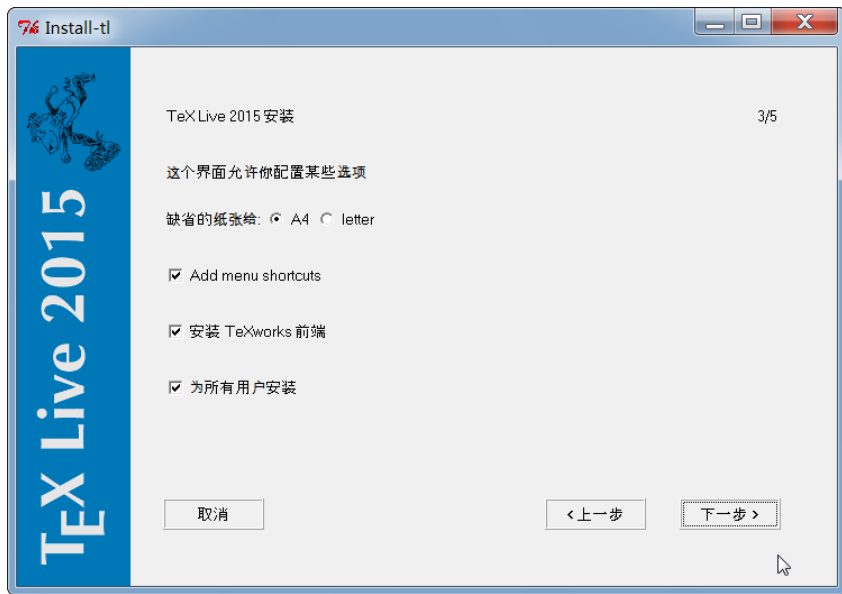 Install-tl
TeX Live 2015
TeX Live 2015 安装
3/5
这个界面允许你配置某些选项
缺省的纸张给: A4 letter
Add menu shortcuts
安装 TeXworks 前端
为所有用户安装
取消
<上一步
下一步>